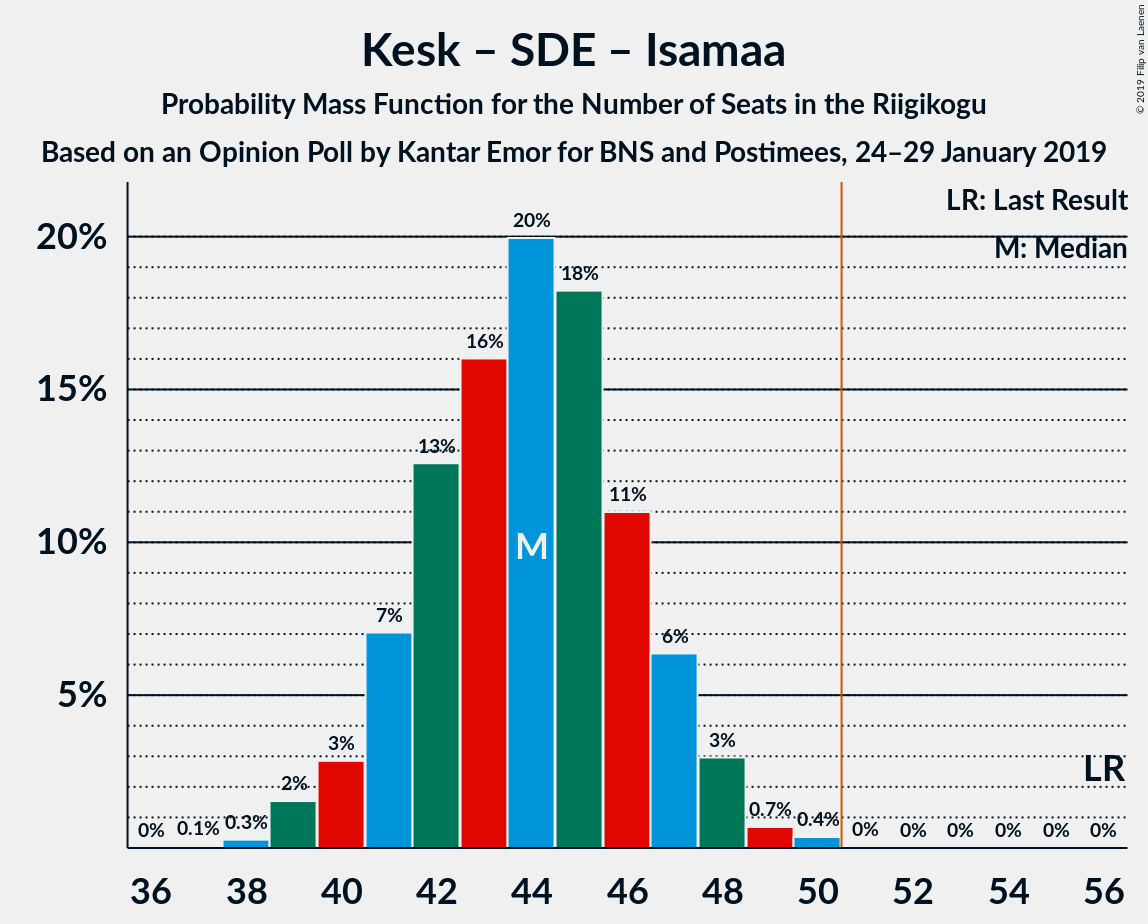 Kesk – SDE – Isamaa
Probability Mass Function for the Number of Seats in the Riigikogu
Based on an Opinion Poll by Kantar Emor for BNS and Postimees, 24–29 January 2019
© 2019 Filip van Laenen
LR: Last Result
M: Median
20%
15%
10%
5%
0%
0.1%
0.3%
2%
3%
7%
13%
16%
20%
18%
11%
6%
3%
0.7%
0.4%
0%
0%
0%
0%
0%
0%
M
LR
36 38 40 42 44 46 48 50 52 54 56